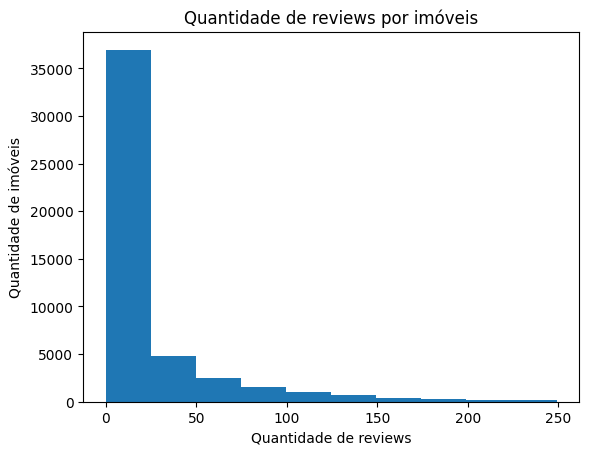 Quantidade de reviews por imóveis
Quantidade de imóveis
35000
30000
25000
20000
15000
10000
5000
0
0 50 100 150 200 250
Quantidade de reviews